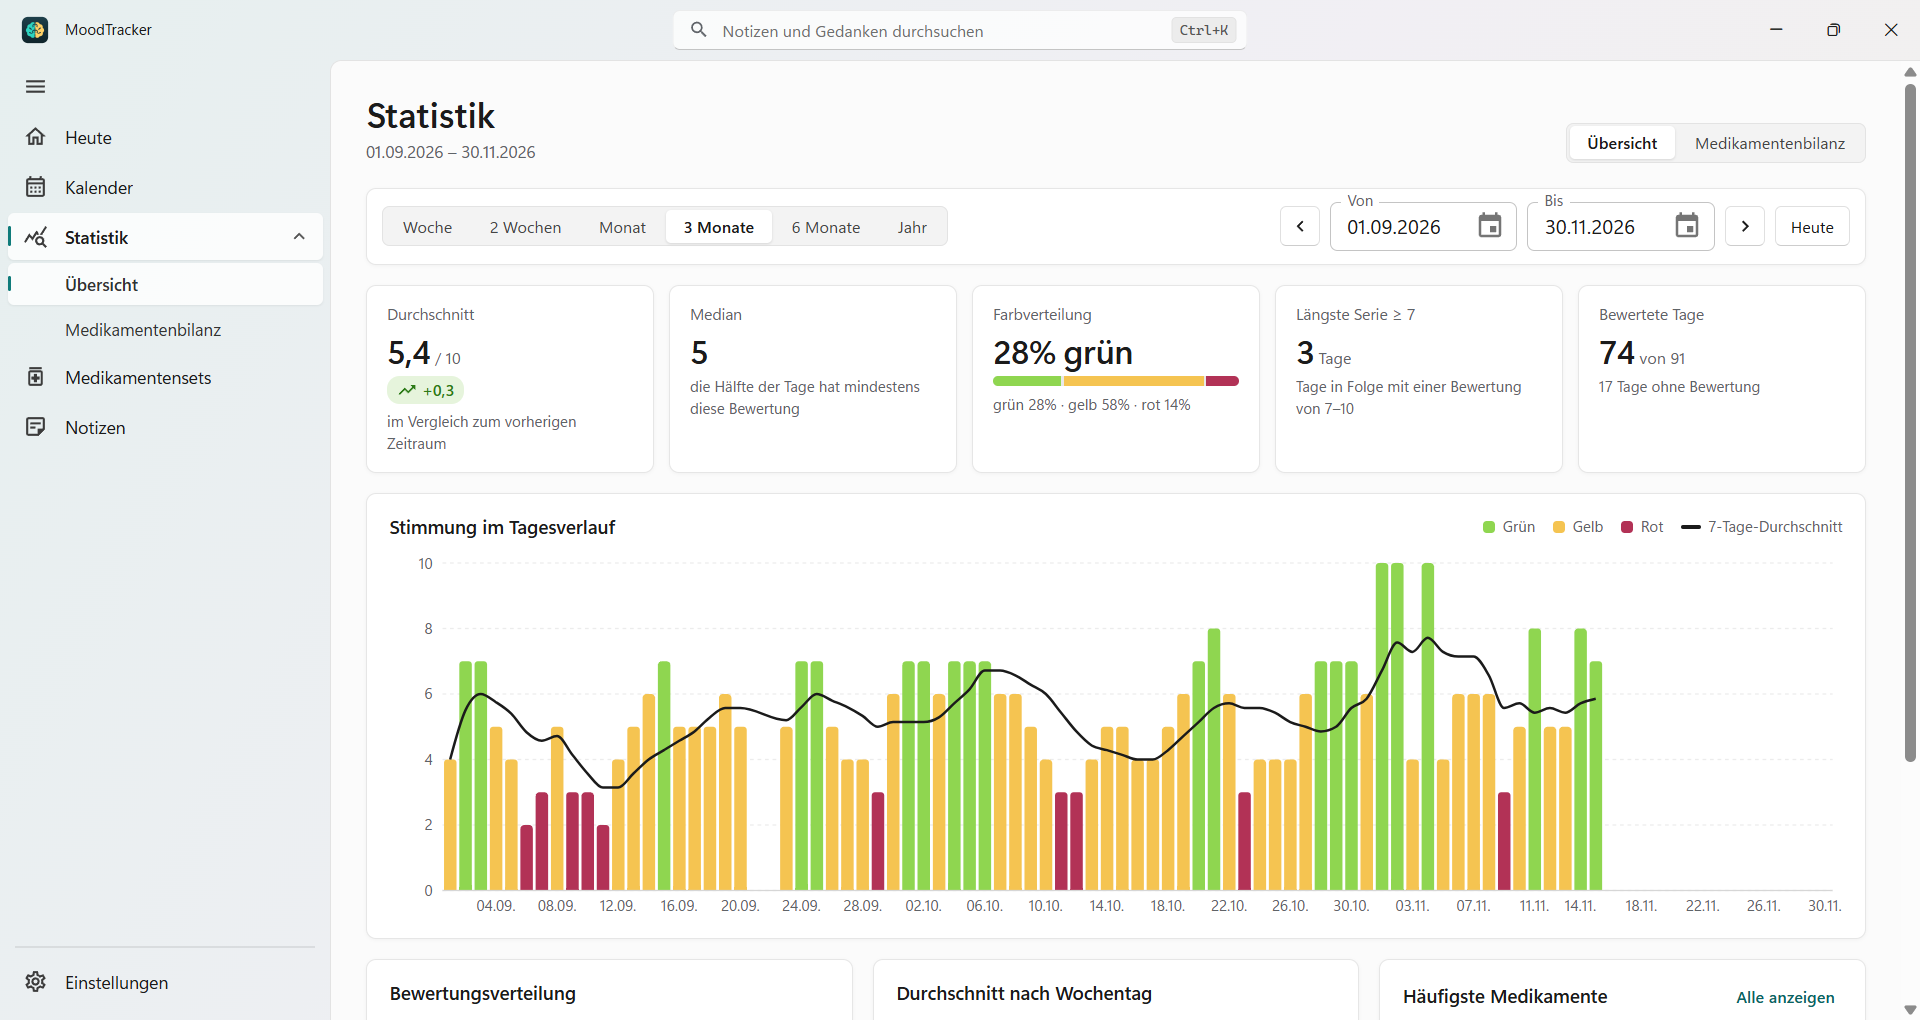 MoodTracker
Notizen und Gedanken durchsuchen
Ctrl+K
Heute
Kalender
Statistik
Übersicht
Medikamentenbilanz
Medikamentensets
Notizen
Einstellungen
Statistik
01.09.2026 – 30.11.2026
Übersicht
Medikamentenbilanz
Woche
2 Wochen
Monat
3 Monate
6 Monate
Jahr
Von
01.09.2026
Bis
30.11.2026
Heute
Durchschnitt
5,4 / 10
+0,3
im Vergleich zum vorherigen
Zeitraum
Median
5
die Hälfte der Tage hat mindestens
diese Bewertung
Farbverteilung
28% grün
grün 28% · gelb 58% · rot 14%
Längste Serie ≥ 7
3 Tage
Tage in Folge mit einer Bewertung
von 7–10
Bewertete Tage
74 von 91
17 Tage ohne Bewertung
Stimmung im Tagesverlauf
Grün
Gelb
Rot
7-Tage-Durchschnitt
10
8
6
4
2
0
04.09.
08.09.
12.09.
16.09.
20.09.
24.09.
28.09.
02.10.
06.10.
10.10.
14.10.
18.10.
22.10.
26.10.
30.10.
03.11.
07.11.
11.11.
14.11.
18.11.
22.11.
26.11.
30.11.
Bewertungsverteilung
Durchschnitt nach Wochentag
Häufigste Medikamente
Alle anzeigen